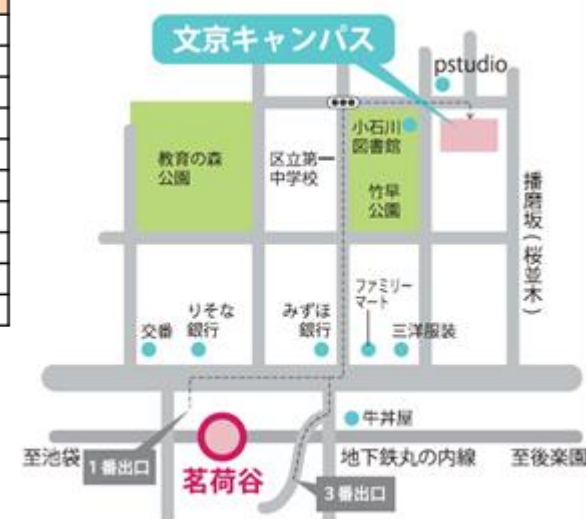 文京キャンパス
pstudio
小石川
図書館
教育の森
公園
区立第一
中学校
竹早
公園
播磨坂(桜並木)
ファミリー
マート
りそな
銀行
みずほ
銀行
交番
三洋服装
牛丼屋
至池袋
1番出口
茗荷谷
地下鉄丸の内線
至後楽園
3番出口